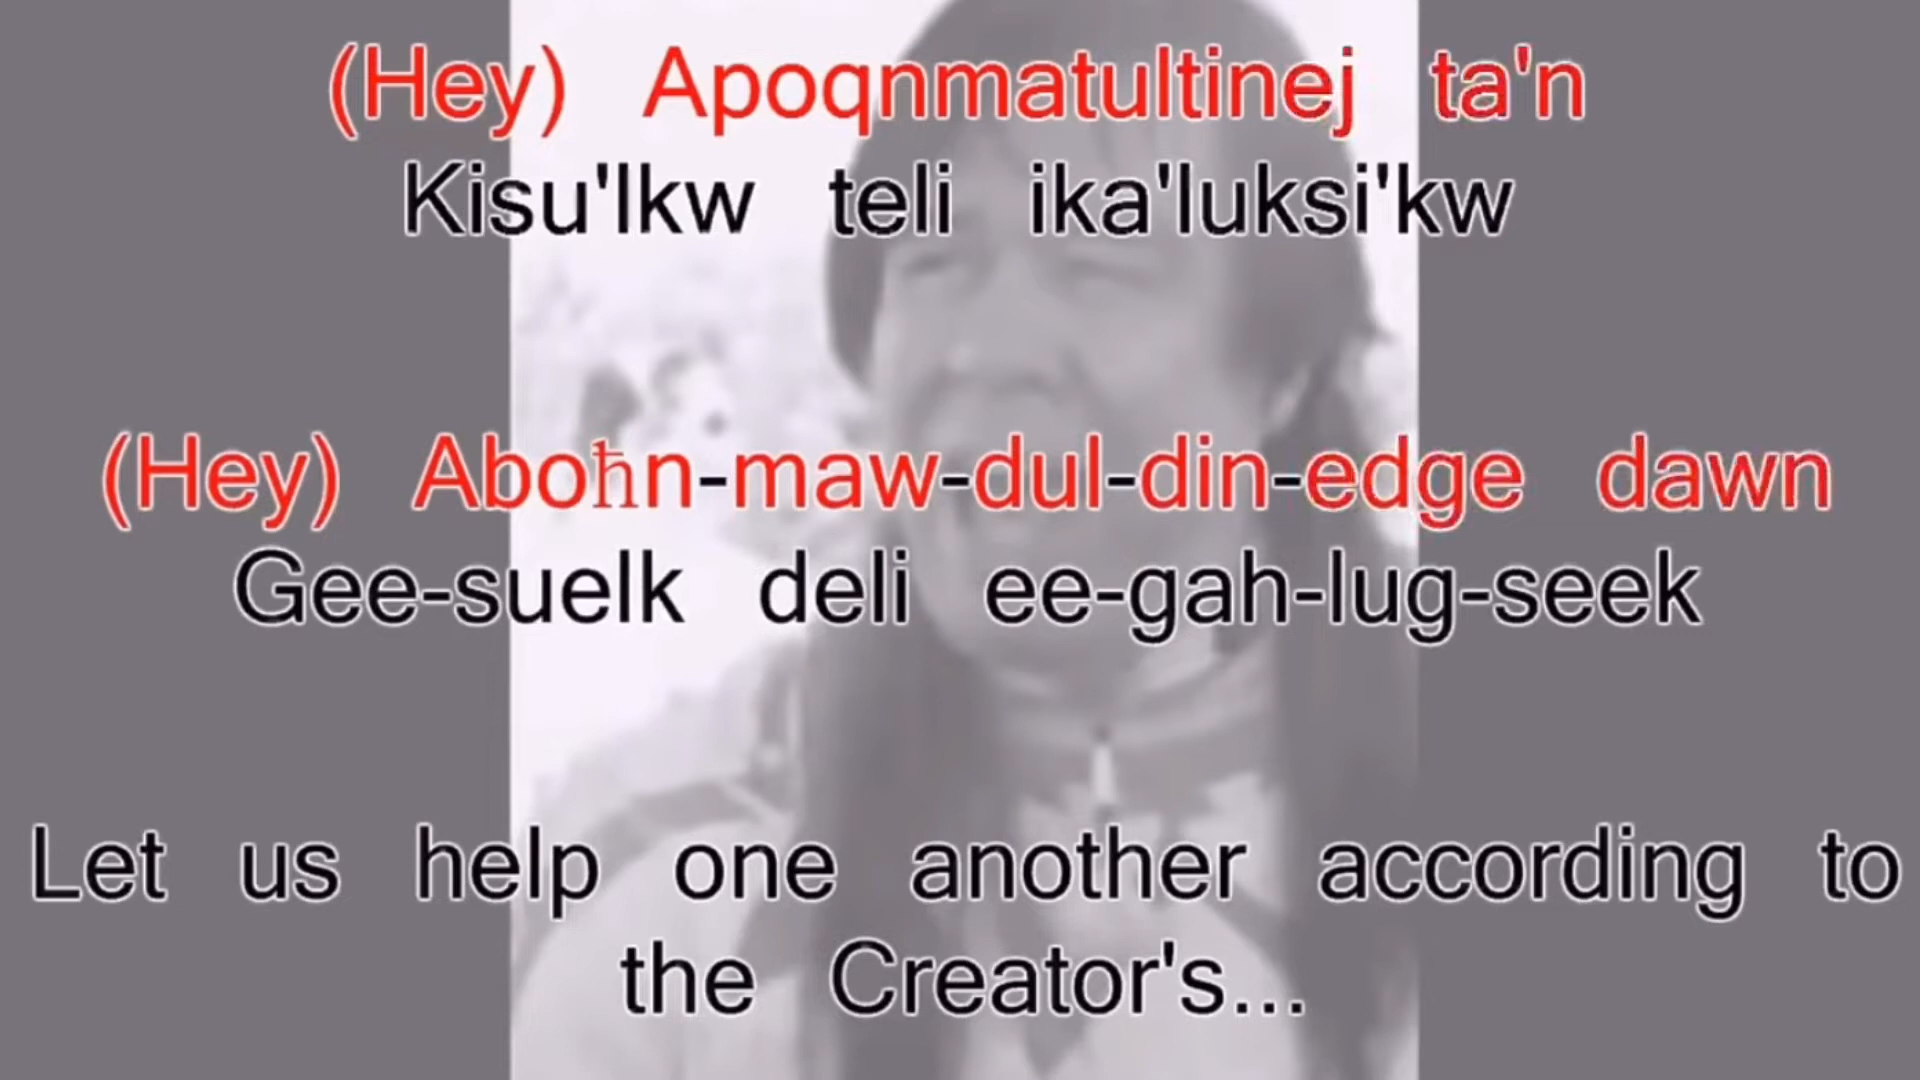 (Hey) Apoqnmatultinej ta'n
Kisu'lkw teli ika'luksi'kw
(Hey) Aboħn-maw-dul-din-edge dawn
Gee-suelk deli ee-gah-lug-seek
Let us help one another according to
the Creator's...